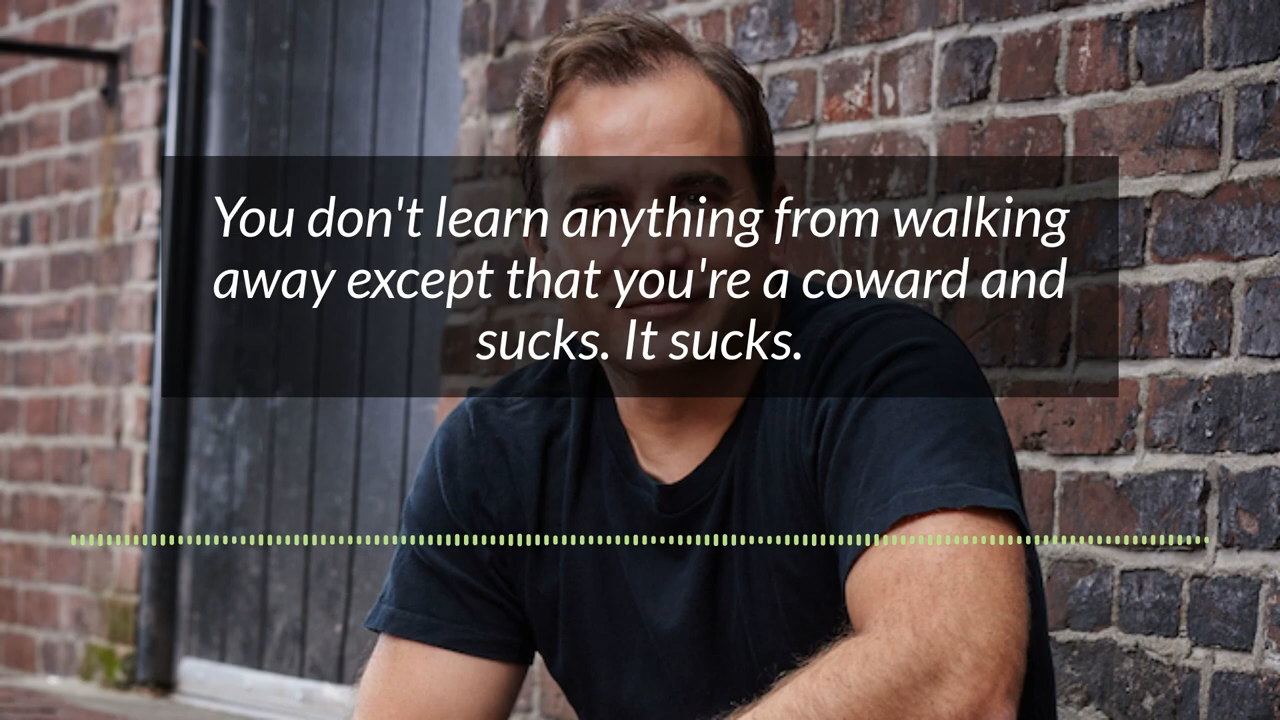 You don't learn anything from walking
away except that you're a coward and
sucks. It sucks.